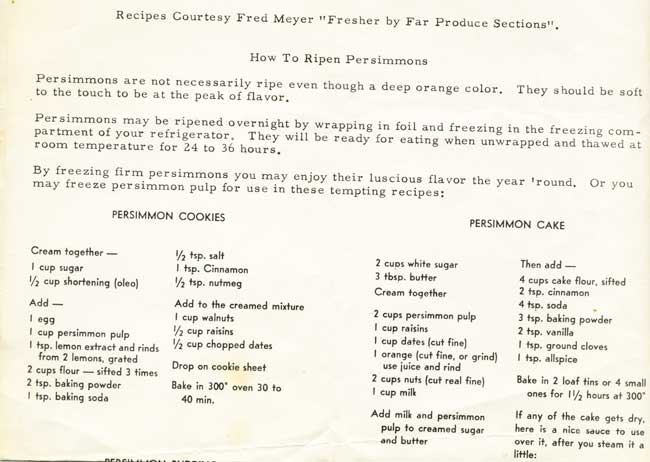 Recipes Courtesy Fred Meyer "Fresher by Far Produce Sections".
How To Ripen Persimmons
Persimmons are not necessarily ripe even though a deep orange color. They should be soft
to the touch to be at the peak of flavor.
Persimmons may be ripened overnight by wrapping in foil and freezing in the freezing com-
partment of your refrigerator. They will be ready for eating when unwrapped and thawed at
room temperature for 24 to 36 hours.
By freezing firm persimmons you may enjoy their luscious flavor the year 'round. Or you
may freeze persimmon pulp for use in these tempting recipes:
PERSIMMON COOKIES
Cream together —
1 cup sugar
1/2 cup shortening (oleo)
Add —
1 egg
1 cup persimmon pulp
1 tsp. lemon extract and rinds
from 2 lemons, grated
2 cups flour — sifted 3 times
2 tsp. baking powder
1 tsp. baking soda
1/2 tsp. salt
1 tsp. Cinnamon
1/2 tsp. nutmeg
Add to the creamed mixture
1 cup walnuts
1/2 cup raisins
1/2 cup chopped dates
Drop on cookie sheet
Bake in 300° oven 30 to
40 min.
PERSIMMON CAKE
2 cups white sugar
3 tbsp. butter
Cream together
2 cups persimmon pulp
1 cup raisins
1 cup dates (cut fine)
1 orange (cut fine, or grind)
use juice and rind
2 cups nuts (cut real fine)
1 cup milk
Add milk and persimmon
pulp to creamed sugar
and butter
Then add —
4 cups cake flour, sifted
2 tsp. cinnamon
4 tsp. soda
3 tsp. baking powder
2 tsp. vanilla
1 tsp. ground cloves
1 tsp. allspice
Bake in 2 loaf tins or 4 small
ones for 1 1/2 hours at 300°
If any of the cake gets dry,
here is a nice sauce to use
over it, after you steam it a
little: